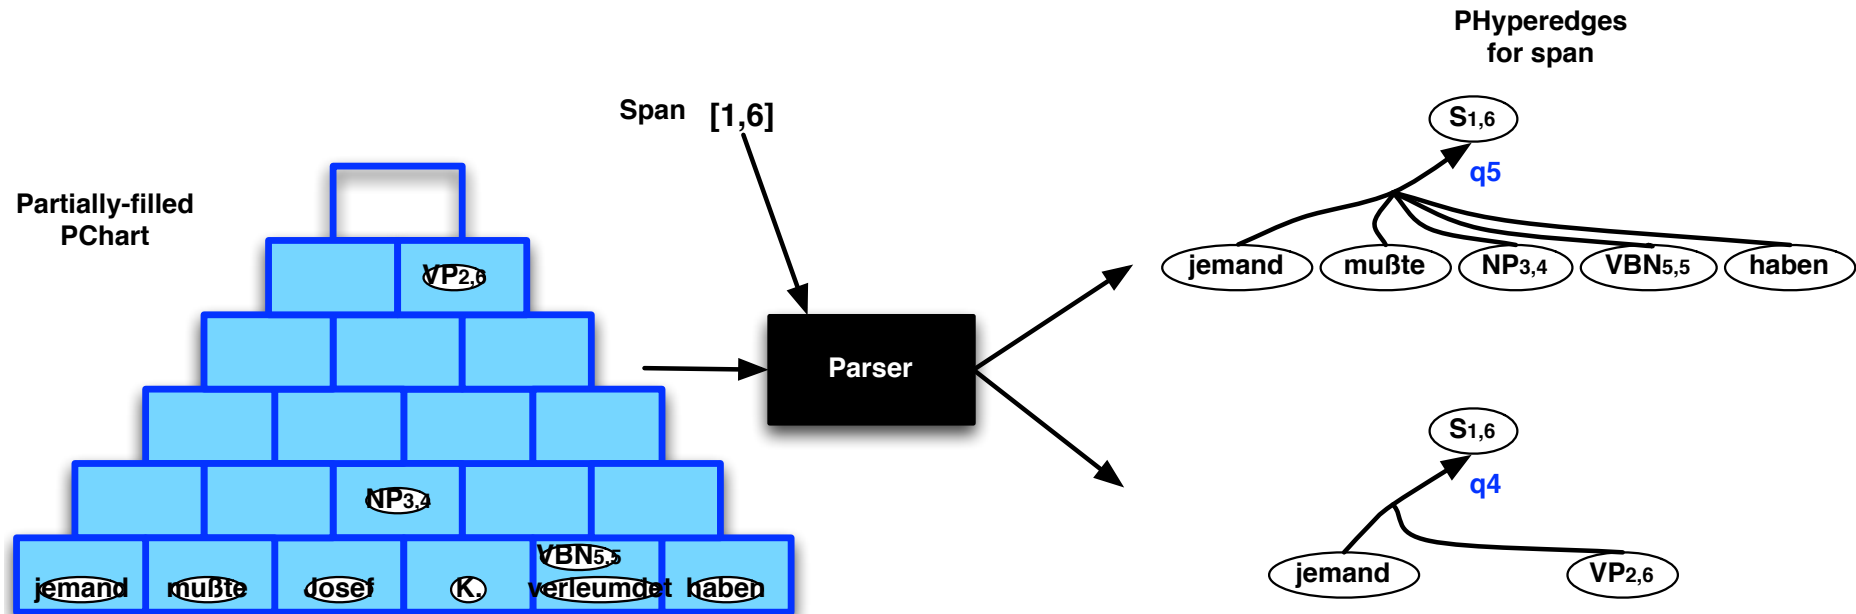 PHyperedges
for span
Span [1,6]
S1,6
q5
Partially-filled
PChart
jemand mußte NP3,4 VBN5,5 haben
VP2,6
Parser
S1,6
q4
NP3,4
VBN5,5
jemand mußte Josef K. verleumdet haben
jemand VP2,6